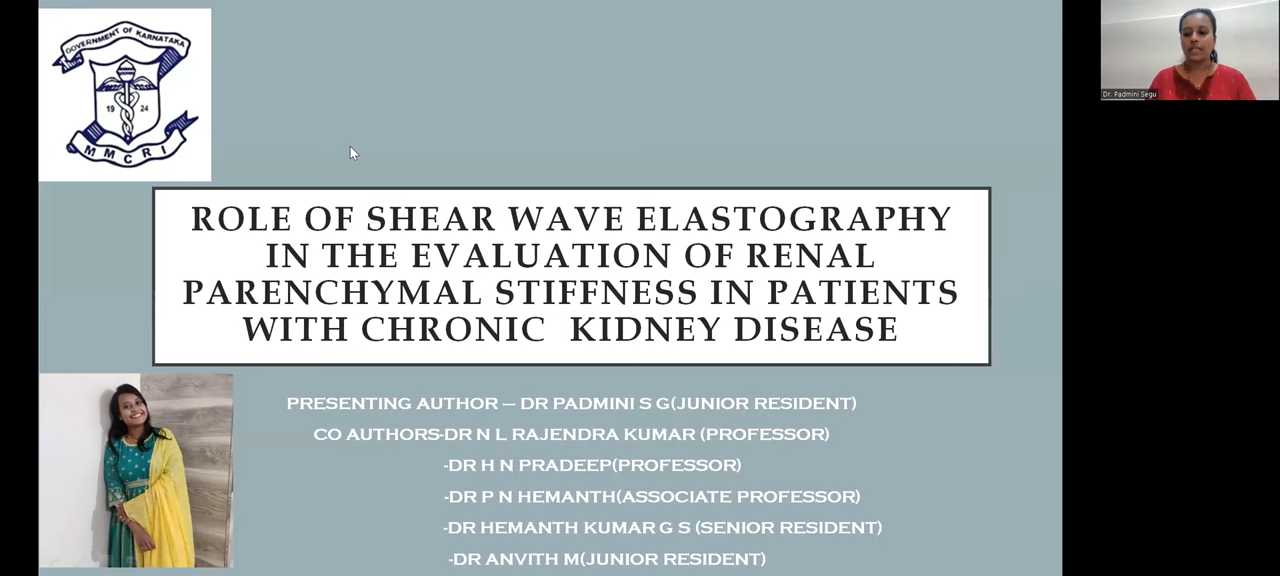 GOVERNMENT OF KARNATAKA
19 24
MMCRI
Dr. Padmini Segu
ROLE OF SHEAR WAVE ELASTOGRAPHY
IN THE EVALUATION OF RENAL
PARENCHYMAL STIFFNESS IN PATIENTS
WITH CHRONIC KIDNEY DISEASE
PRESENTING AUTHOR – DR PADMINI S G(JUNIOR RESIDENT)
CO AUTHORS-DR N L RAJENDRA KUMAR (PROFESSOR)
-DR H N PRADEEP(PROFESSOR)
-DR P N HEMANTH(ASSOCIATE PROFESSOR)
-DR HEMANTH KUMAR G S (SENIOR RESIDENT)
-DR ANVITH M(JUNIOR RESIDENT)